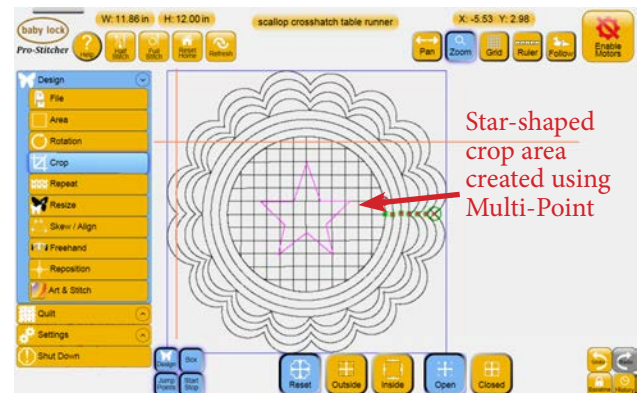 W: 11.86 in H: 12.00 in
scallop crosshatch table runner
X: -5.53 Y: 2.98
baby lock
Pro-Stitcher
Help
Half Stitch
Full Stitch
Reset Home
Refresh
Pan
Zoom
Grid
Ruler
Follow
Enable
Motors
Design
File
Area
Rotation
Crop
Repeat
Resize
Skew / Align
Freehand
Reposition
Art & Stitch
Quilt
Settings
Shut Down
Star-shaped
crop area
created using
Multi-Point
Design
Box
Jump Points
Start Stop
Reset
Outside
Inside
Open
Closed
Undo
Redo
Baseline
History